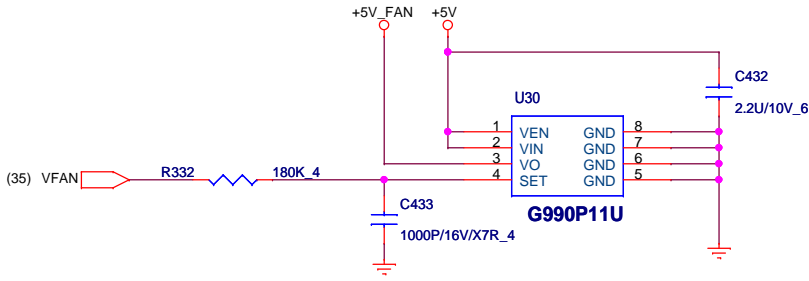 +5V_FAN +5V
C432
2.2U/10V_6
U30
1 VEN GND 8
2 VIN GND 7
3 VO GND 6
4 SET GND 5
G990P11U
(35) VFAN R332 180K_4
C433
1000P/16V/X7R_4